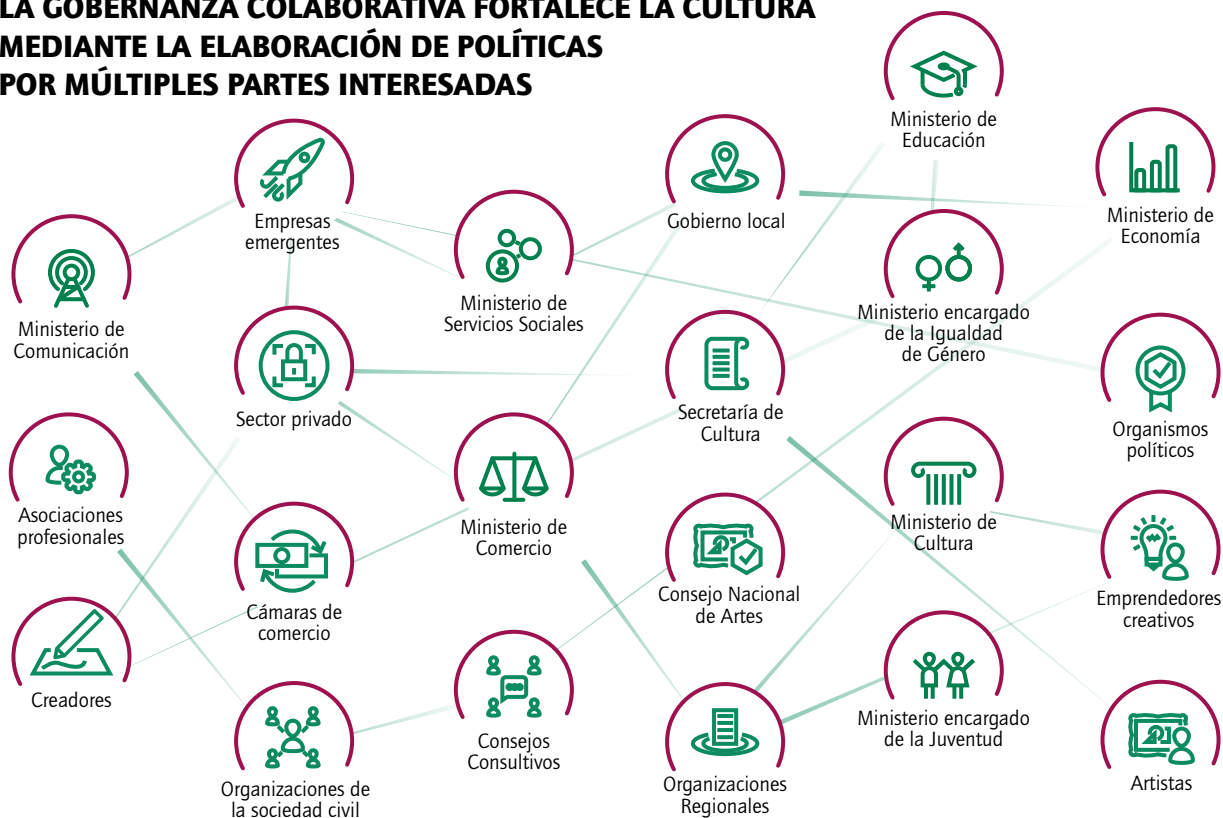 LA GOBERNANZA COLABORATIVA FORTALECE LA CULTURA
MEDIANTE LA ELABORACIÓN DE POLÍTICAS
POR MÚLTIPLES PARTES INTERESADAS
Ministerio de
Comunicación
Asociaciones
profesionales
Creadores
Empresas
emergentes
Sector privado
Cámaras de
comercio
Organizaciones de
la sociedad civil
Ministerio de
Servicios Sociales
Ministerio de
Comercio
Consejos
Consultivos
Gobierno local
Secretaría de
Cultura
Consejo Nacional
de Artes
Organizaciones
Regionales
Ministerio de
Educación
Ministerio encargado
de la Igualdad
de Género
Ministerio de
Cultura
Ministerio encargado
de la Juventud
Ministerio de
Economía
Organismos
políticos
Emprendedores
creativos
Artistas